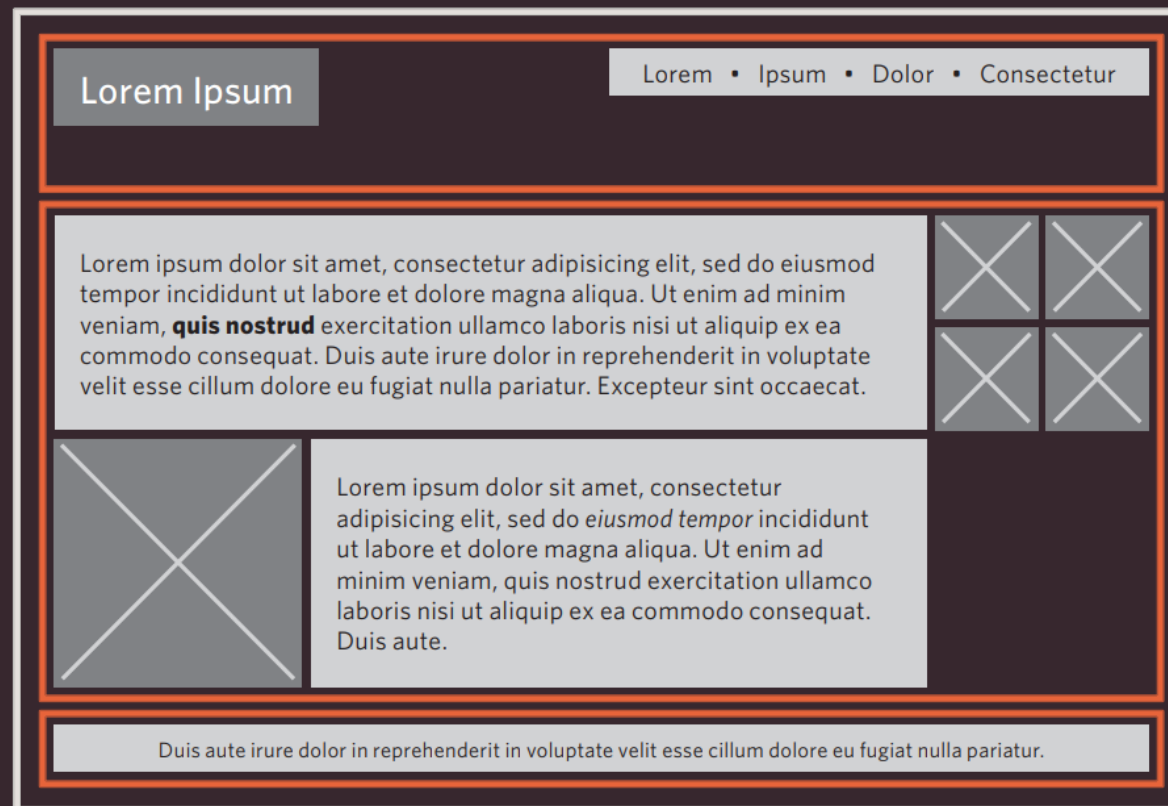 Lorem Ipsum
Lorem • Ipsum • Dolor • Consectetur
Lorem ipsum dolor sit amet, consectetur adipisicing elit, sed do eiusmod
tempor incididunt ut labore et dolore magna aliqua. Ut enim ad minim
veniam, quis nostrud exercitation ullamco laboris nisi ut aliquip ex ea
commodo consequat. Duis aute irure dolor in reprehenderit in voluptate
velit esse cillum dolore eu fugiat nulla pariatur. Excepteur sint occaecat.
Lorem ipsum dolor sit amet, consectetur
adipisicing elit, sed do eiusmod tempor incididunt
ut labore et dolore magna aliqua. Ut enim ad
minim veniam, quis nostrud exercitation ullamco
laboris nisi ut aliquip ex ea commodo consequat.
Duis aute.
Duis aute irure dolor in reprehenderit in voluptate velit esse cillum dolore eu fugiat nulla pariatur.